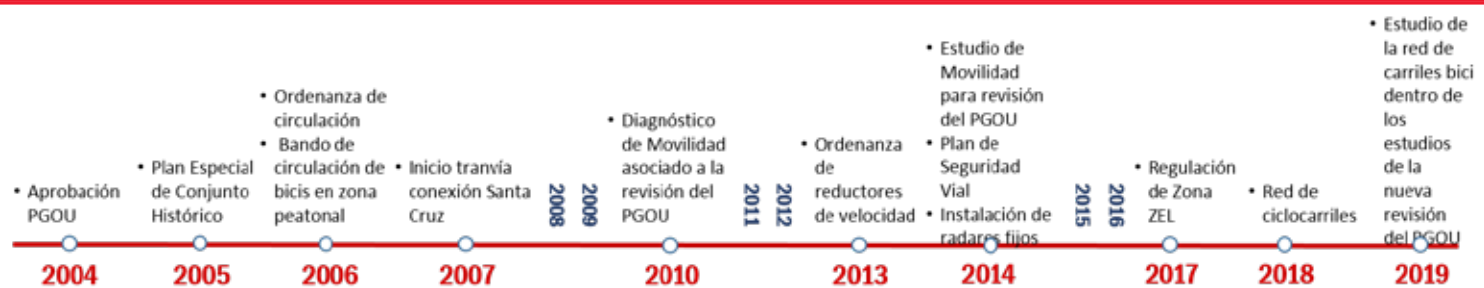 • Aprobación
PGOU
2004
• Plan Especial
de Conjunto
Histórico
2005
• Ordenanza de
circulación
• Bando de
circulación de
bicis en zona
peatonal
2006
• Inicio tranvía
conexión Santa
Cruz
2007
2008
2009
• Diagnóstico
de Movilidad
asociado a la
revisión del
PGOU
2010
2011
2012
• Ordenanza
de
reductores
de velocidad
2013
• Estudio de
Movilidad
para revisión
del PGOU
• Plan de
Seguridad
Vial
• Instalación de
radares fijos
2014
2015
2016
• Regulación
de Zona
ZEL
2017
• Red de
ciclocarriles
2018
• Estudio de
la red de
carriles bici
dentro de
los
estudios
de la
nueva
revisión
del PGOU
2019